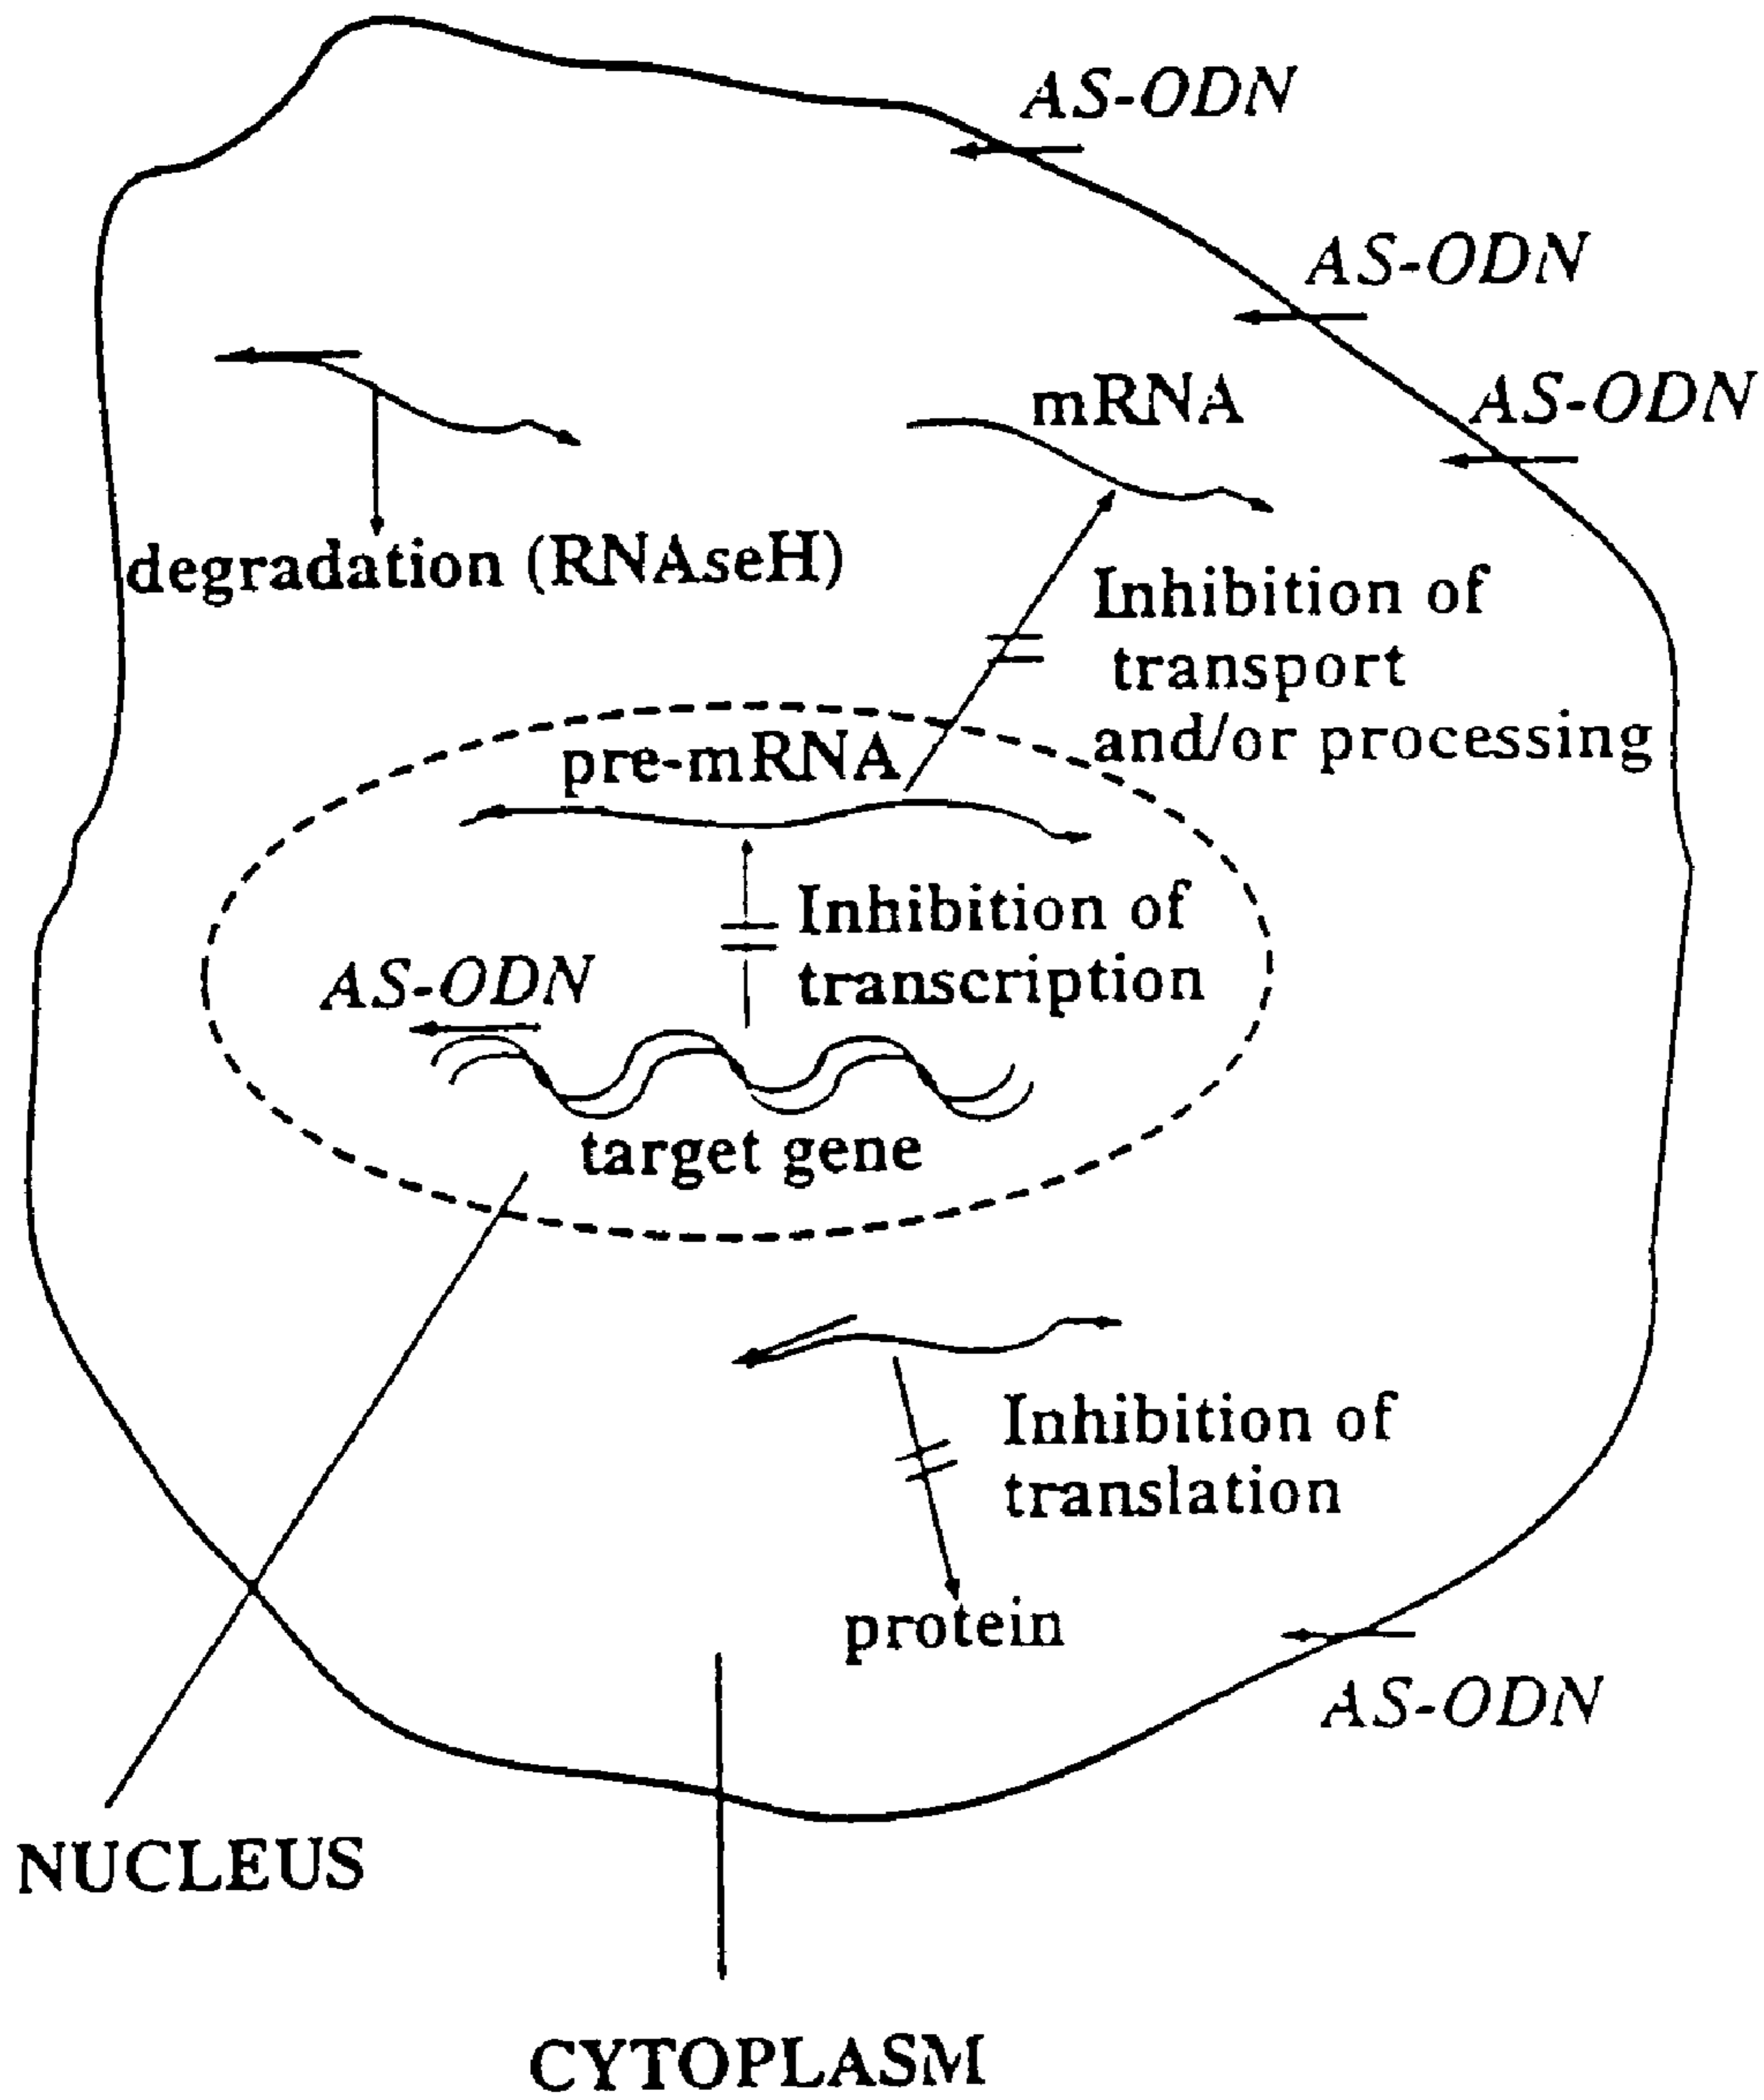 AS-ODN
AS-ODN
AS-ODN
mRNA
degradation (RNAseH)
Inhibition of
transport
and/or processing
pre-mRNA
Inhibition of
transcription
AS-ODN
target gene
Inhibition of
translation
protein
AS-ODN
NUCLEUS
CYTOPLASM